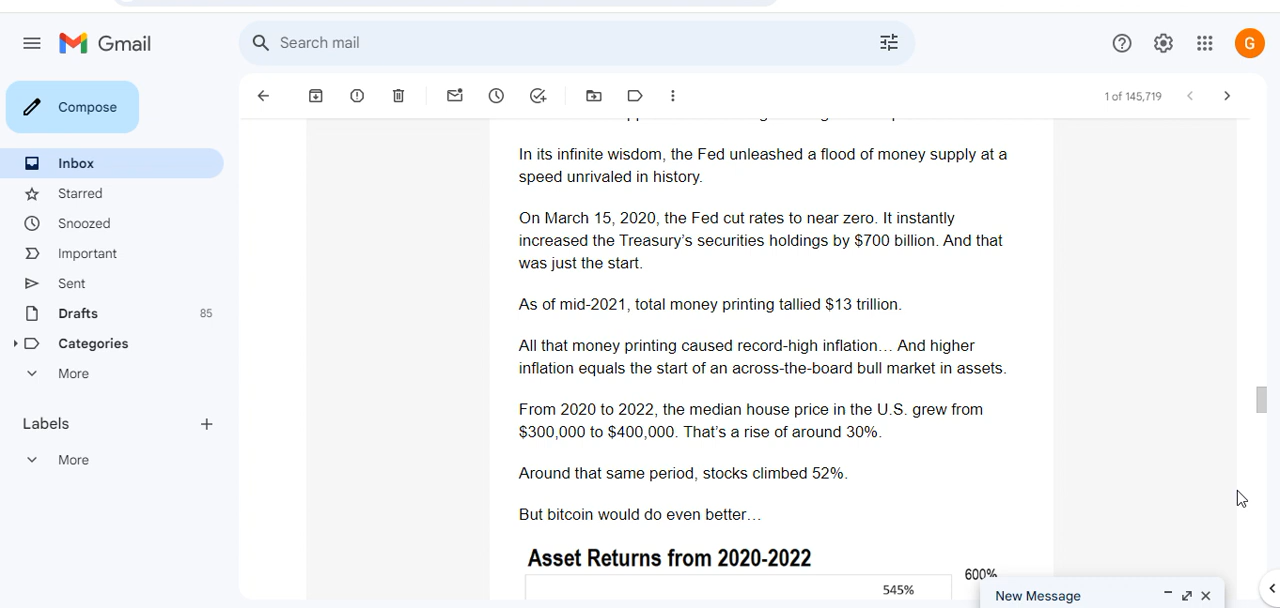 Gmail
Search mail
G
Compose
1 of 145,719
Inbox
Starred
Snoozed
Important
Sent
Drafts 85
Categories
More
Labels +
More
In its infinite wisdom, the Fed unleashed a flood of money supply at a
speed unrivaled in history.
On March 15, 2020, the Fed cut rates to near zero. It instantly
increased the Treasury’s securities holdings by $700 billion. And that
was just the start.
As of mid-2021, total money printing tallied $13 trillion.
All that money printing caused record-high inflation… And higher
inflation equals the start of an across-the-board bull market in assets.
From 2020 to 2022, the median house price in the U.S. grew from
$300,000 to $400,000. That’s a rise of around 30%.
Around that same period, stocks climbed 52%.
But bitcoin would do even better…
Asset Returns from 2020-2022
600%
545%
New Message